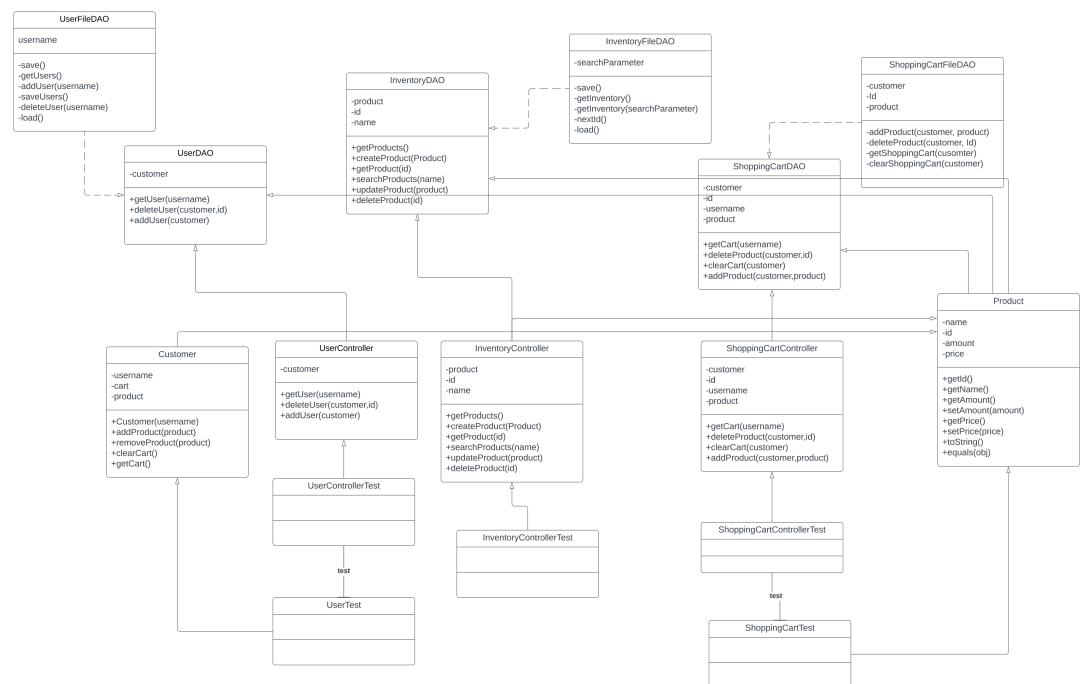 UserFileDAO
username
-save()
-getUsers()
-addUser(username)
-saveUsers()
-deleteUser(username)
-load()
InventoryFileDAO
-searchParameter
-save()
-getInventory()
-getInventory(searchParameter)
-nextId()
-load()
ShoppingCartFileDAO
-customer
-Id
-product
-addProduct(customer, product)
-deleteProduct(customer, Id)
-getShoppingCart(cusomter)
-clearShoppingCart(customer)
InventoryDAO
-product
-id
-name
+getProducts()
+createProduct(Product)
+getProduct(id)
+searchProducts(name)
+updateProduct(product)
+deleteProduct(id)
UserDAO
-customer
+getUser(username)
+deleteUser(customer,id)
+addUser(customer)
ShoppingCartDAO
-customer
-id
-username
-product
+getCart(username)
+deleteProduct(customer,id)
+clearCart(customer)
+addProduct(customer,product)
Product
-name
-id
-amount
-price
+getId()
+getName()
+getAmount()
+setAmount(amount)
+getPrice()
+setPrice(price)
+toString()
+equals(obj)
Customer
-username
-cart
-product
+Customer(username)
+addProduct(product)
+removeProduct(product)
+clearCart()
+getCart()
UserController
-customer
+getUser(username)
+deleteUser(customer,id)
+addUser(customer)
InventoryController
-product
-id
-name
+getProducts()
+createProduct(Product)
+getProduct(id)
+searchProducts(name)
+updateProduct(product)
+deleteProduct(id)
ShoppingCartController
-customer
-id
-username
-product
+getCart(username)
+deleteProduct(customer,id)
+clearCart(customer)
+addProduct(customer,product)
UserControllerTest
InventoryControllerTest
ShoppingCartControllerTest
test
UserTest
test
ShoppingCartTest